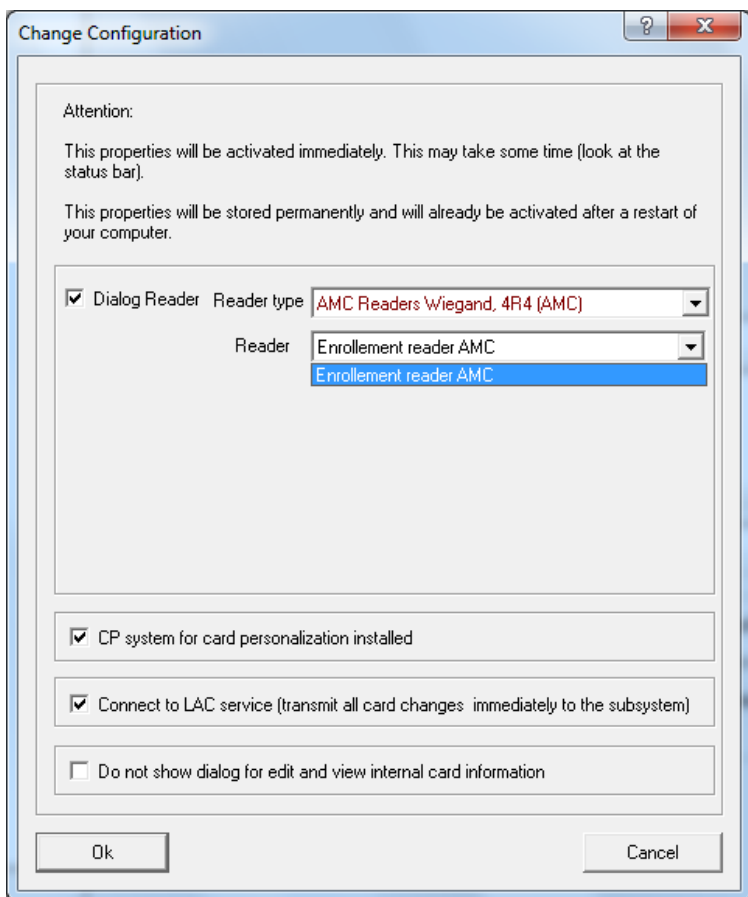 Change Configuration
Attention:
This properties will be activated immediately. This may take some time (look at the
status bar).
This properties will be stored permanently and will already be activated after a restart of
your computer.
Dialog Reader Reader type AMC Readers Wiegand, 4R4 (AMC)
Reader Enrollement reader AMC
Enrollement reader AMC
CP system for card personalization installed
Connect to LAC service (transmit all card changes immediately to the subsystem)
Do not show dialog for edit and view internal card information
Ok Cancel